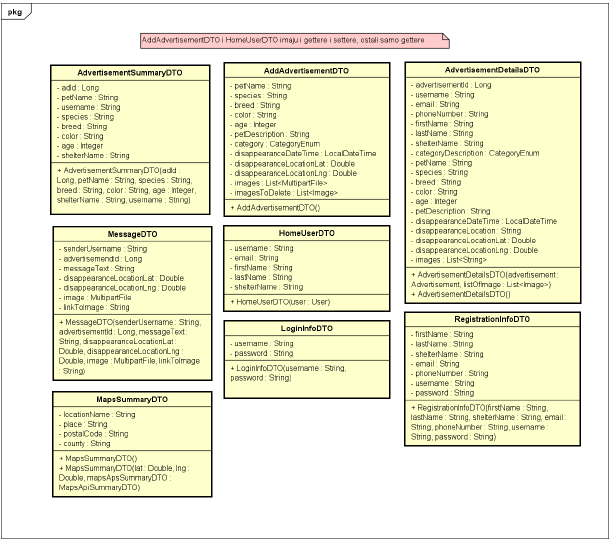 pkg
AddAdvertisementDTO i HomeUserDTO imaju i gettere i settere, ostali samo gettere
AdvertisementSummaryDTO
- adId : Long
- petName : String
- username : String
- species : String
- breed : String
- color : String
- age : Integer
- shelterName : String
+ AdvertisementSummaryDTO(adId :
Long, petName : String, species : String,
breed : String, color : String, age : Integer,
shelterName : String, username : String)
AddAdvertisementDTO
- petName : String
- species : String
- breed : String
- color : String
- age : Integer
- petDescription : String
- category : CategoryEnum
- disappearanceDateTime : LocalDateTime
- disappearanceLocationLat : Double
- disappearanceLocationLng : Double
- images : List<MultipartFile>
- imagesToDelete : List<Image>
+ AddAdvertisementDTO()
AdvertisementDetailsDTO
- advertisementId : Long
- username : String
- email : String
- phoneNumber : String
- firstName : String
- lastName : String
- shelterName : String
- categoryDescription : CategoryEnum
- petName : String
- species : String
- breed : String
- color : String
- age : Integer
- petDescription : String
- disappearanceDateTime : LocalDateTime
- disappearanceLocation : String
- disappearanceLocationLat : Double
- disappearanceLocationLng : Double
- images : List<String>
+ AdvertisementDetailsDTO(advertisement :
Advertisement, listOfImage : List<Image>)
+ AdvertisementDetailsDTO()
MessageDTO
- senderUsername : String
- advertisemendId : Long
- messageText : String
- disappearanceLocationLat : Double
- disappearanceLocationLng : Double
- image : MultipartFile
- linkToImage : String
+ MessageDTO(senderUsername : String,
advertisementId : Long, messageText :
String, disappearanceLocationLat :
Double, disappearanceLocationLng :
Double, image : MultipartFile, linkToImage
: String)
HomeUserDTO
- username : String
- email : String
- firstName : String
- lastName : String
- shelterName : String
+ HomeUserDTO(user : User)
LoginInfoDTO
- username : String
- password : String
+ LoginInfoDTO(username : String,
password : String)
RegistrationInfoDTO
- firstName : String
- lastName : String
- shelterName : String
- email : String
- phoneNumber : String
- username : String
- password : String
+ RegistrationInfoDTO(firstName : String,
lastName : String, shelterName : String, email :
String, phoneNumber : String, username :
String, password : String)
MapsSummaryDTO
- locationName : String
- place : String
- postalCode : String
- county : String
+ MapsSummaryDTO()
+ MapsSummaryDTO(lat : Double, lng :
Double, mapsApsSummaryDTO :
MapsApiSummaryDTO)